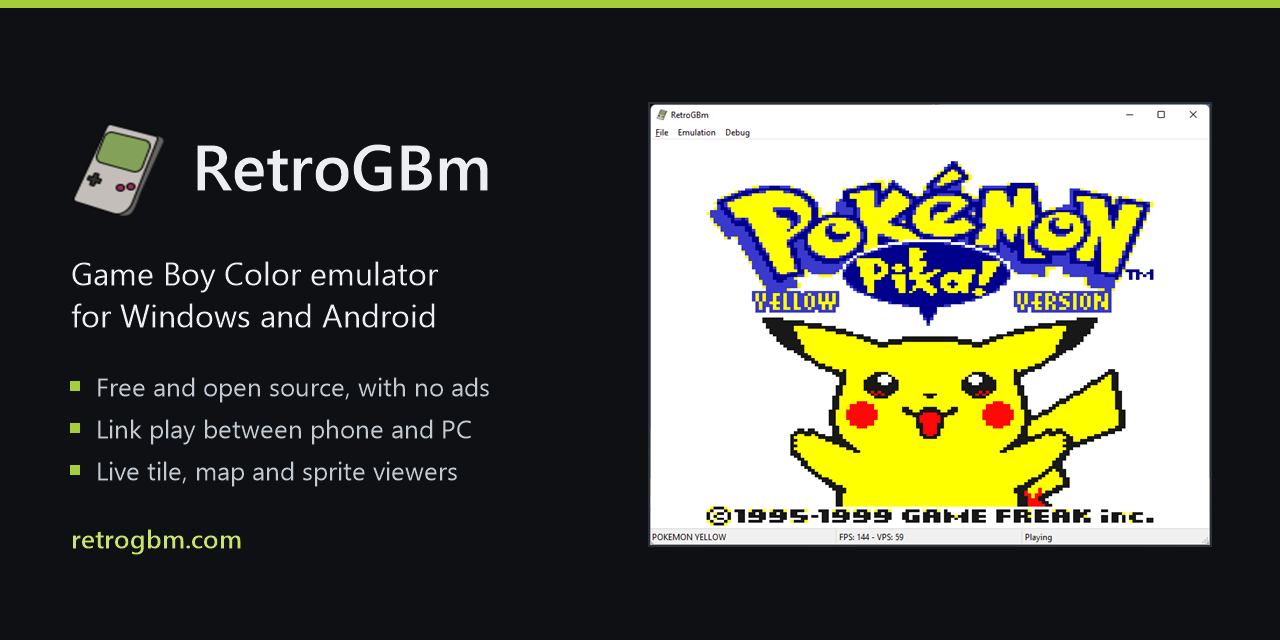 RetroGBm
Game Boy Color emulator
for Windows and Android
Free and open source, with no ads
Link play between phone and PC
Live tile, map and sprite viewers
retrogbm.com
RetroGBm
File Emulation Debug
POKéMON
TM
Pika!
YELLOW VERSION
©1995-1999 GAME FREAK inc.
POKEMON YELLOW FPS: 144 - VPS: 59 Playing